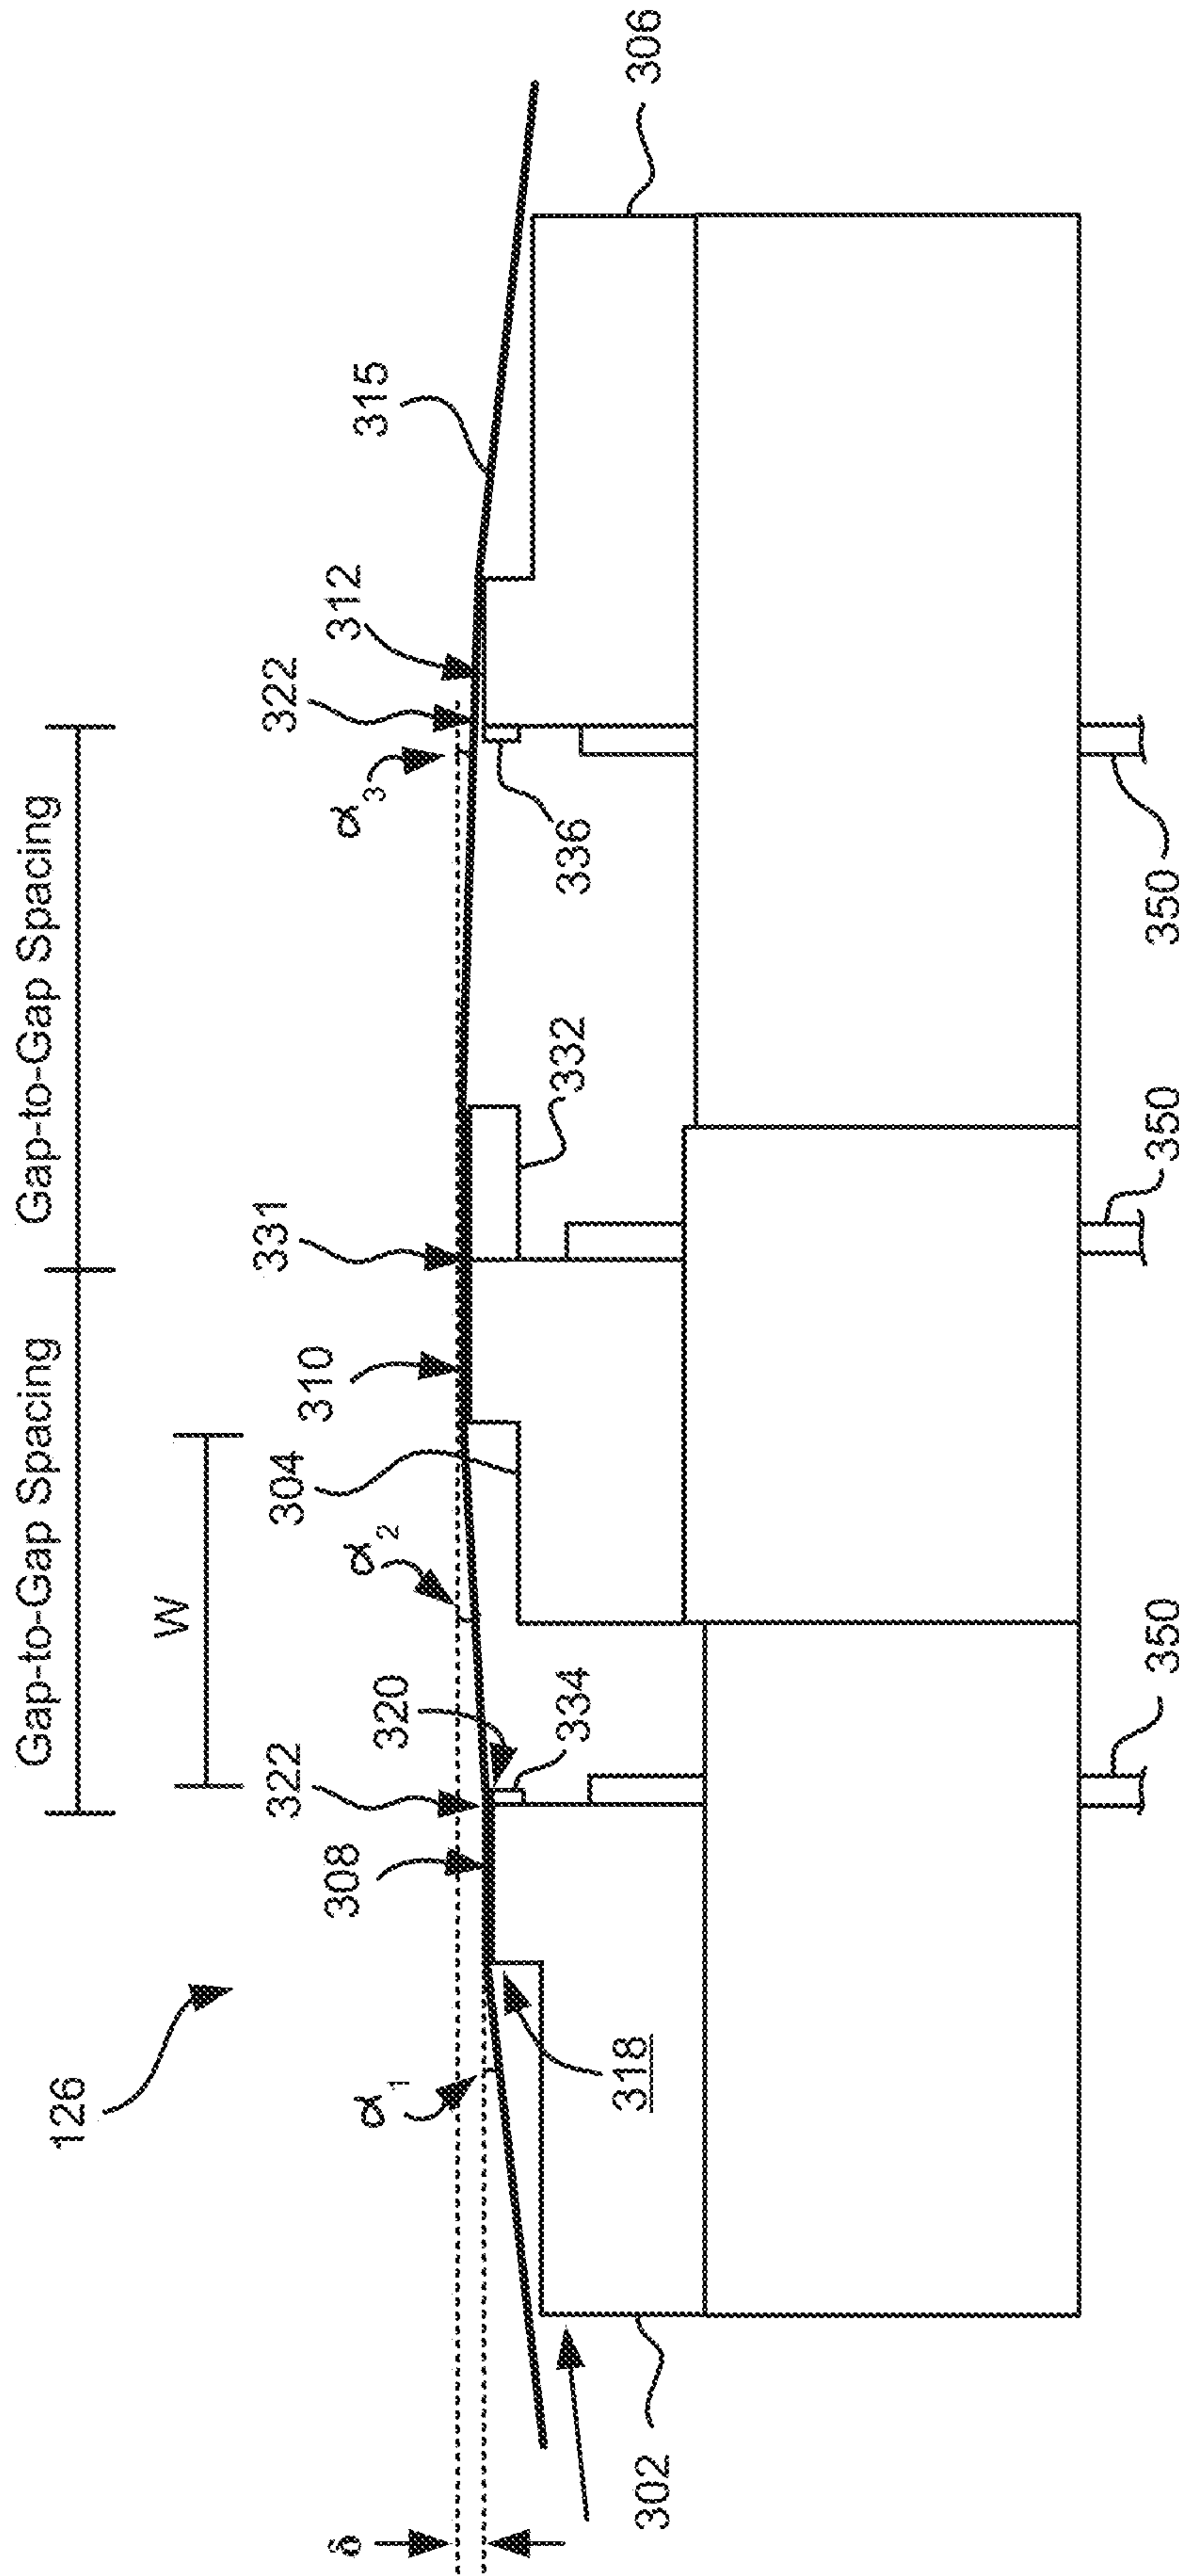 Gap-to-Gap Spacing
Gap-to-Gap Spacing
W
126
δ
α1
308
322
320
334
α2
304
310
331
332
α3
322
312
336
315
306
318
302
350
350
350